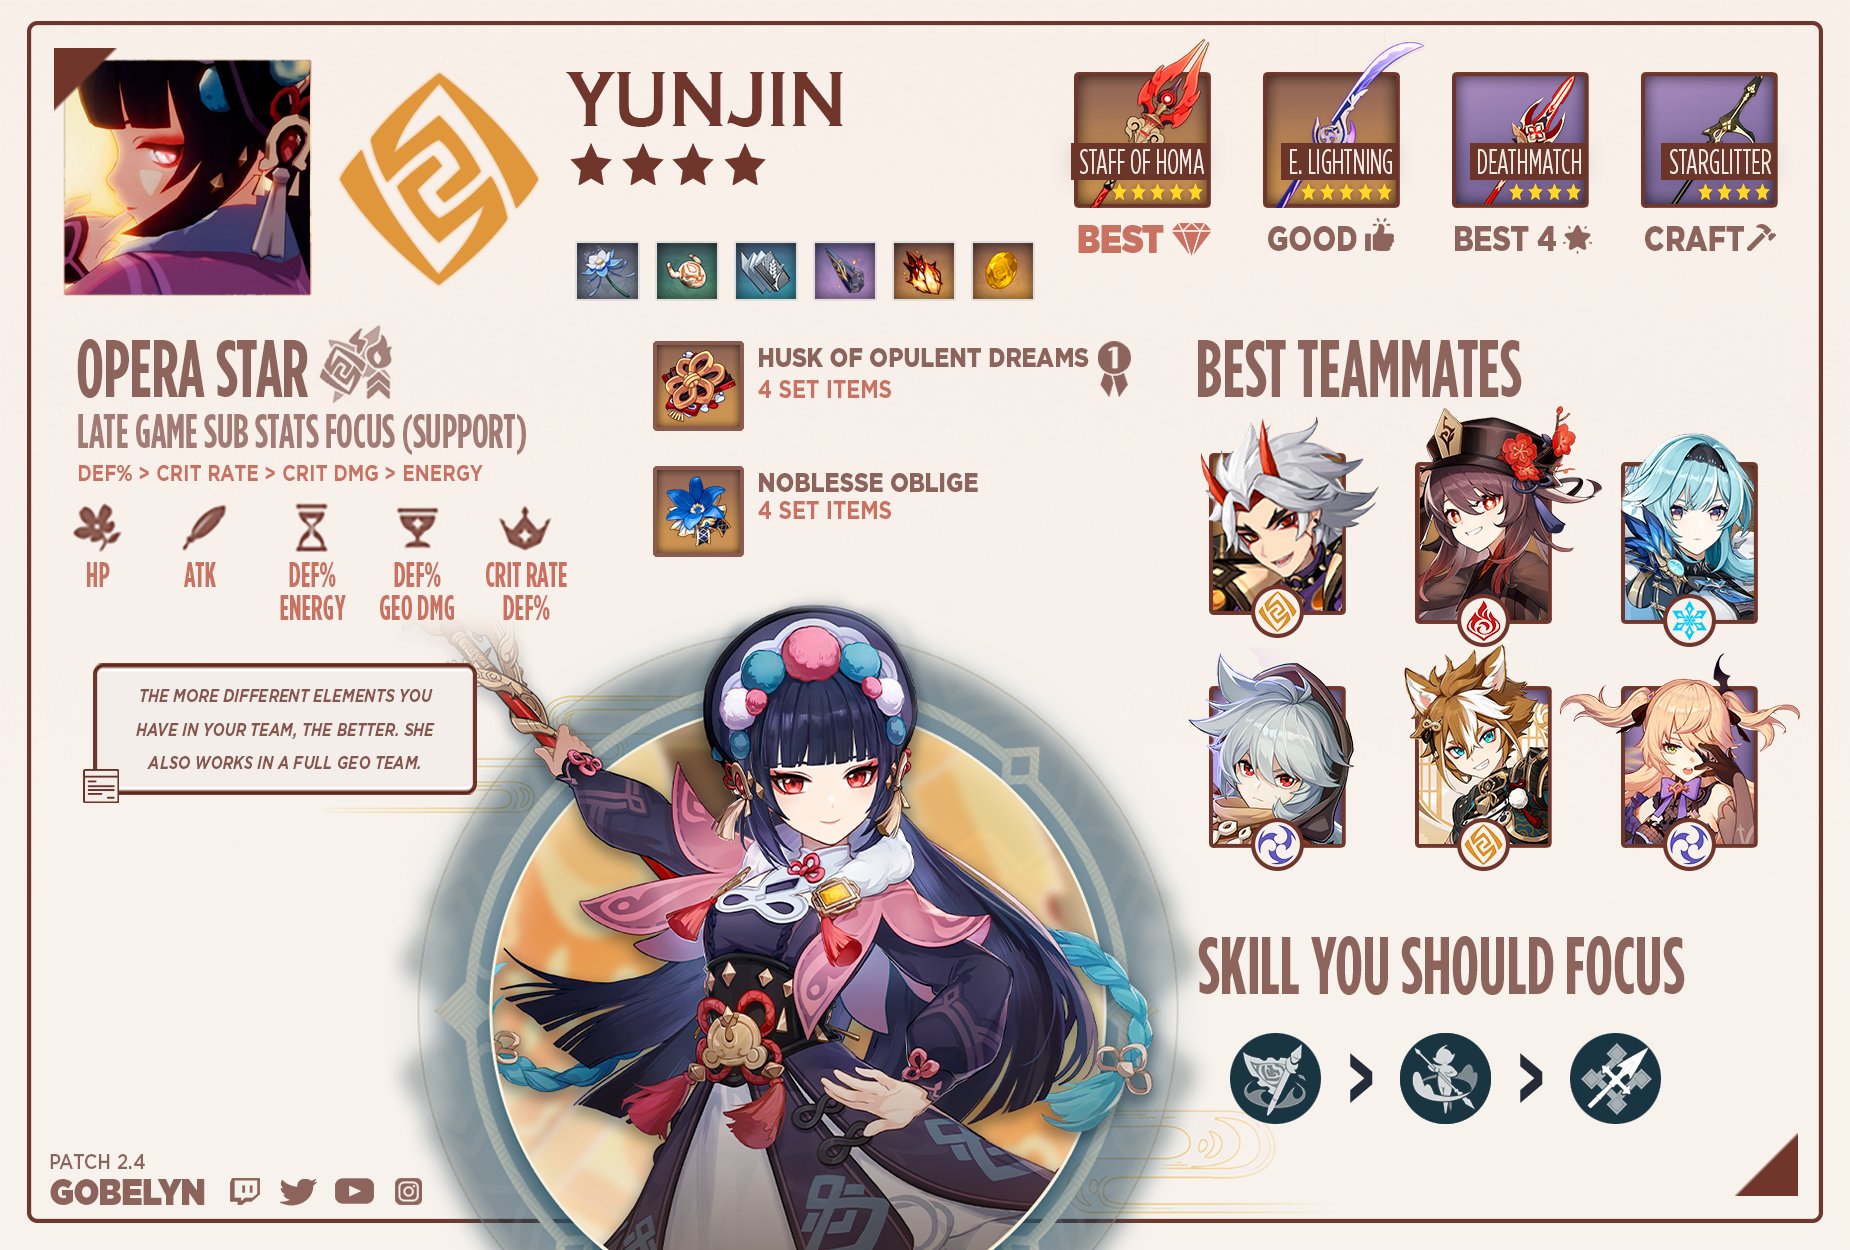 YUNJIN
STAFF OF HOMA
BEST
E. LIGHTNING
GOOD
DEATHMATCH
BEST 4
STARGLITTER
CRAFT
OPERA STAR
LATE GAME SUB STATS FOCUS (SUPPORT)
DEF% > CRIT RATE > CRIT DMG > ENERGY
HP
ATK
DEF%
ENERGY
DEF%
GEO DMG
CRIT RATE
DEF%
THE MORE DIFFERENT ELEMENTS YOU
HAVE IN YOUR TEAM, THE BETTER. SHE
ALSO WORKS IN A FULL GEO TEAM.
HUSK OF OPULENT DREAMS
1
4 SET ITEMS
NOBLESSE OBLIGE
4 SET ITEMS
BEST TEAMMATES
SKILL YOU SHOULD FOCUS
PATCH 2.4
GOBELYN